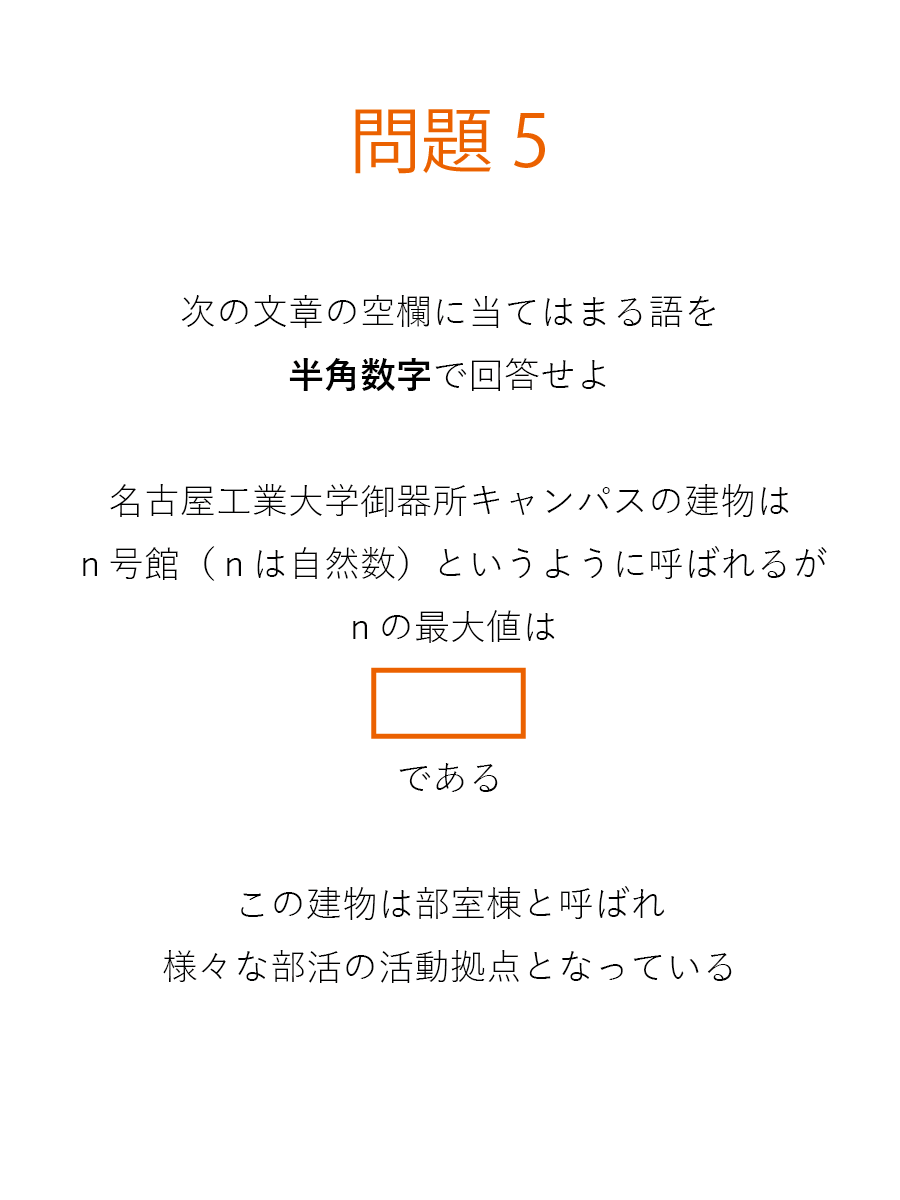 問題 5
次の文章の空欄に当てはまる語を
半角数字で回答せよ
名古屋工業大学御器所キャンパスの建物は
n 号館（ n は自然数）というように呼ばれるが
n の最大値は
である
この建物は部室棟と呼ばれ
様々な部活の活動拠点となっている